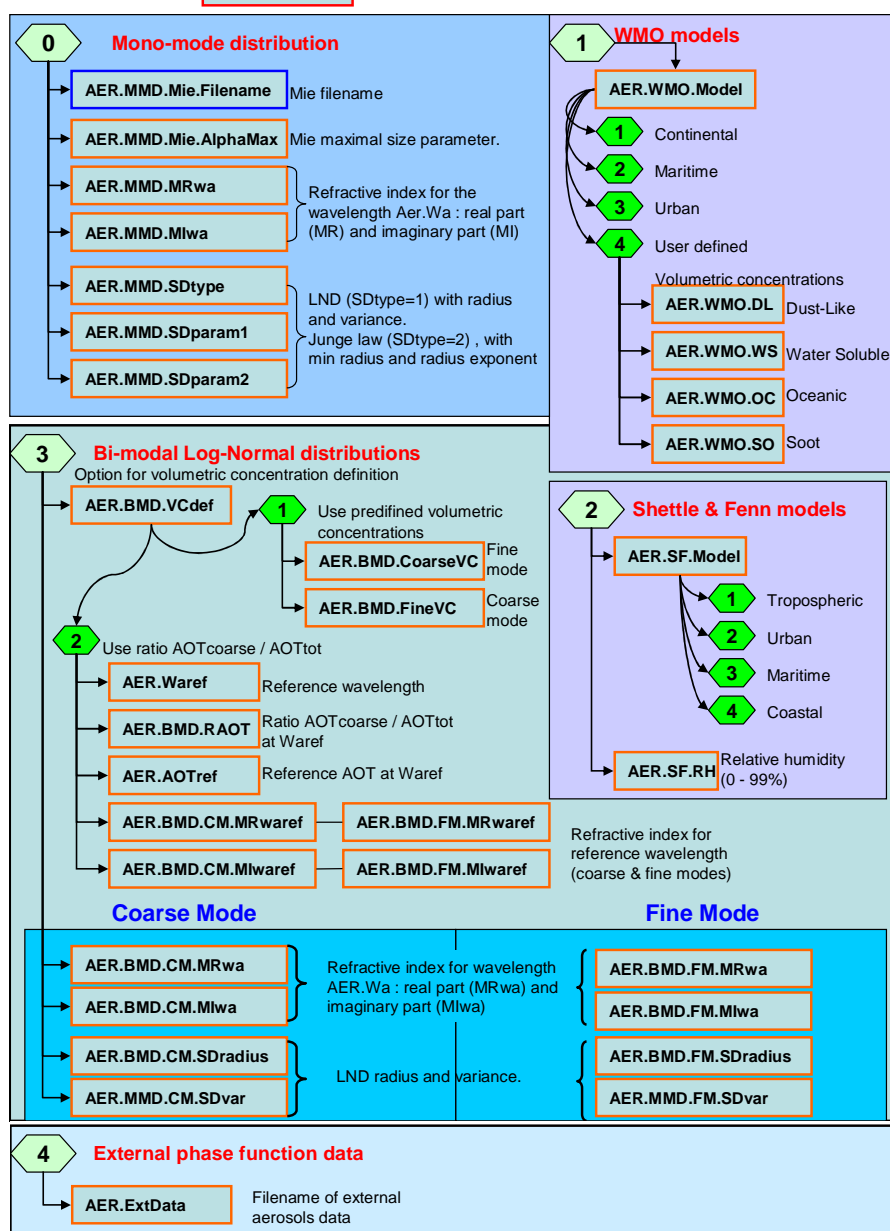 0
Mono-mode distribution
AER.MMD.Mie.Filename
Mie filename
AER.MMD.Mie.AlphaMax
Mie maximal size parameter.
AER.MMD.MRwa
AER.MMD.MIwa
Refractive index for the
wavelength Aer.Wa : real part
(MR) and imaginary part (MI)
AER.MMD.SDtype
AER.MMD.SDparam1
AER.MMD.SDparam2
LND (SDtype=1) with radius
and variance.
Junge law (SDtype=2) , with
min radius and radius exponent
1
WMO models
AER.WMO.Model
1
Continental
2
Maritime
3
Urban
4
User defined
Volumetric concentrations
AER.WMO.DL
Dust-Like
AER.WMO.WS
Water Soluble
AER.WMO.OC
Oceanic
AER.WMO.SO
Soot
3
Bi-modal Log-Normal distributions
Option for volumetric concentration definition
AER.BMD.VCdef
1
Use predifined volumetric
concentrations
AER.BMD.CoarseVC
Fine
mode
AER.BMD.FineVC
Coarse
mode
2
Use ratio AOTcoarse / AOTtot
AER.Waref
Reference wavelength
AER.BMD.RAOT
Ratio AOTcoarse / AOTtot
at Waref
AER.AOTref
Reference AOT at Waref
AER.BMD.CM.MRwaref
AER.BMD.FM.MRwaref
AER.BMD.CM.MIwaref
AER.BMD.FM.MIwaref
Refractive index for
reference wavelength
(coarse & fine modes)
2
Shettle & Fenn models
AER.SF.Model
1
Tropospheric
2
Urban
3
Maritime
4
Coastal
AER.SF.RH
Relative humidity
(0 - 99%)
Coarse Mode
Fine Mode
AER.BMD.CM.MRwa
AER.BMD.CM.MIwa
Refractive index for wavelength
AER.Wa : real part (MRwa) and
imaginary part (MIwa)
AER.BMD.FM.MRwa
AER.BMD.FM.MIwa
AER.BMD.CM.SDradius
AER.MMD.CM.SDvar
LND radius and variance.
AER.BMD.FM.SDradius
AER.MMD.FM.SDvar
4
External phase function data
AER.ExtData
Filename of external
aerosols data